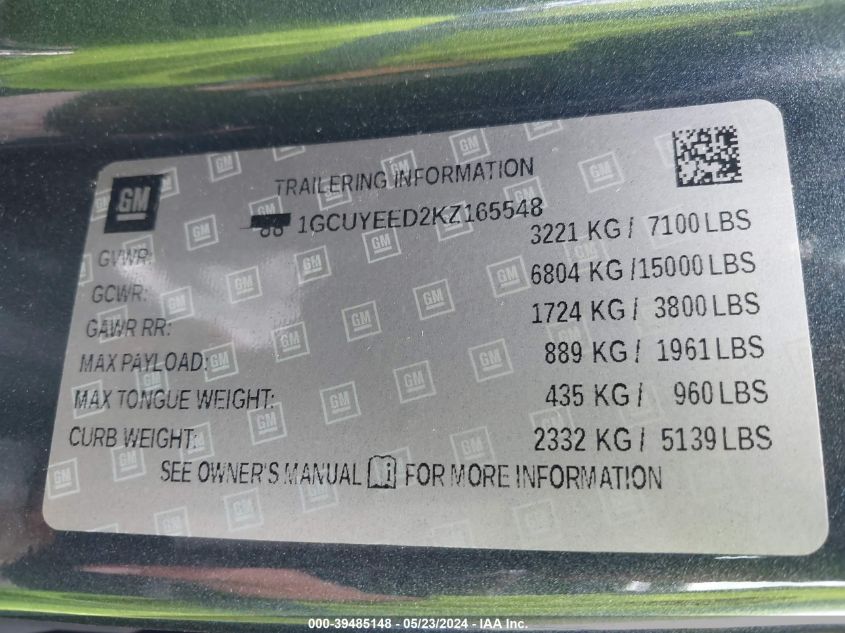 GM
TRAILERING INFORMATION
88 1GCUYEED2KZ165548
GVWR: 3221 KG / 7100 LBS
GCWR: 6804 KG / 15000 LBS
GAWR RR: 1724 KG / 3800 LBS
MAX PAYLOAD: 889 KG / 1961 LBS
MAX TONGUE WEIGHT: 435 KG / 960 LBS
CURB WEIGHT: 2332 KG / 5139 LBS
SEE OWNER'S MANUAL FOR MORE INFORMATION
000-39485148 - 05/23/2024 - IAA Inc.